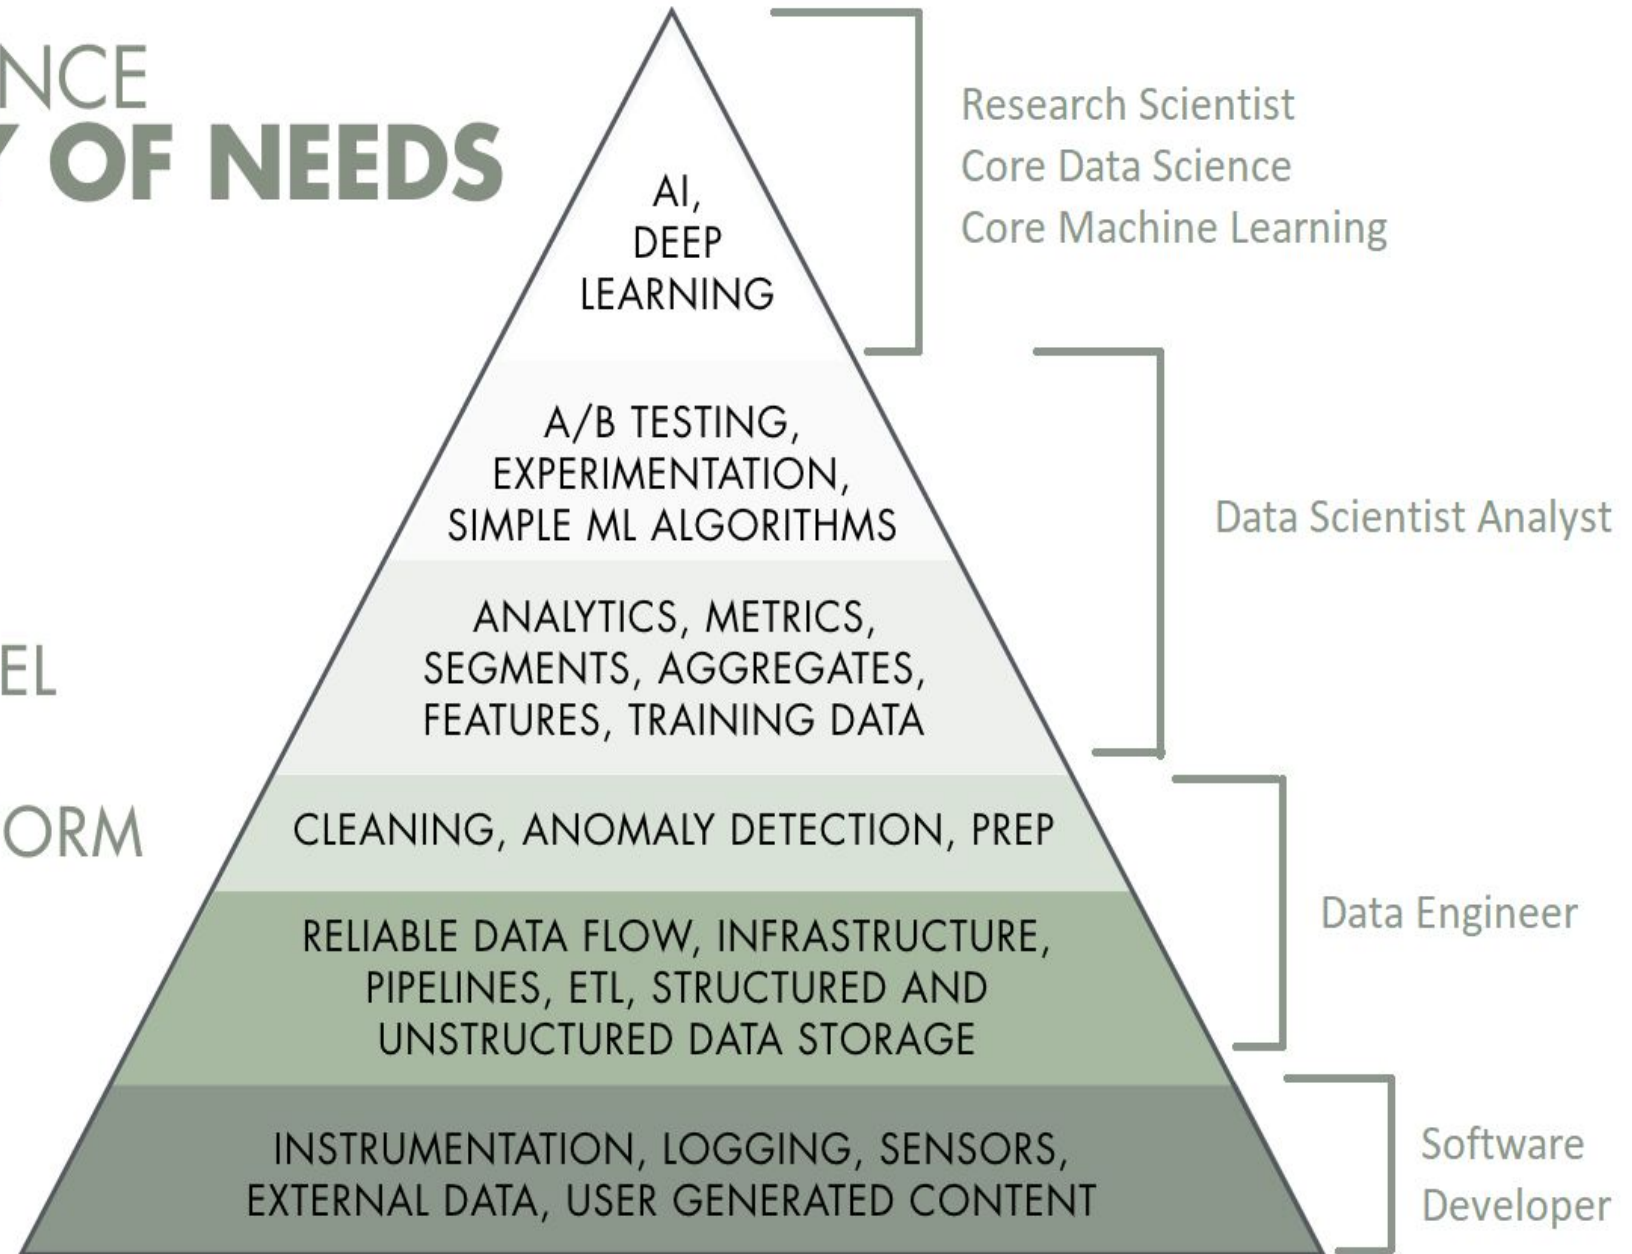 NCE
Y OF NEEDS
AI,
DEEP
LEARNING
Research Scientist
Core Data Science
Core Machine Learning
A/B TESTING,
EXPERIMENTATION,
SIMPLE ML ALGORITHMS
Data Scientist Analyst
ANALYTICS, METRICS,
SEGMENTS, AGGREGATES,
FEATURES, TRAINING DATA
EL
CLEANING, ANOMALY DETECTION, PREP
ORM
RELIABLE DATA FLOW, INFRASTRUCTURE,
PIPELINES, ETL, STRUCTURED AND
UNSTRUCTURED DATA STORAGE
Data Engineer
INSTRUMENTATION, LOGGING, SENSORS,
EXTERNAL DATA, USER GENERATED CONTENT
Software
Developer